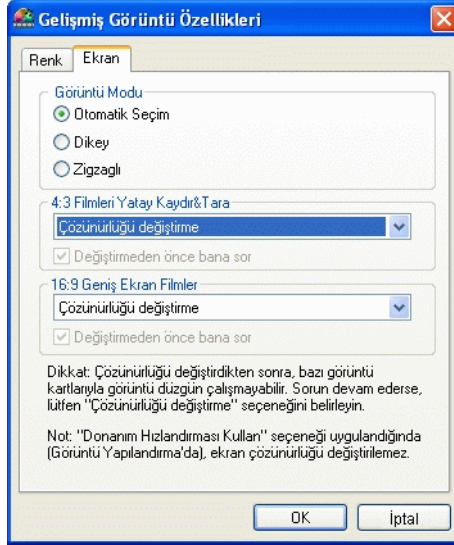 Gelişmiş Görüntü Özellikleri
Renk
Ekran
Görüntü Modu
Otomatik Seçim
Dikey
Zigzaglı
4:3 Filmleri Yatay Kaydır&Tara
Çözünürlüğü değiştirme
Değiştirmeden önce bana sor
16:9 Geniş Ekran Filmler
Çözünürlüğü değiştirme
Değiştirmeden önce bana sor
Dikkat: Çözünürlüğü değiştirdikten sonra, bazı görüntü
kartlarıyla görüntü düzgün çalışmayabilir. Sorun devam ederse,
lütfen "Çözünürlüğü değiştirme" seçeneğini belirleyin.
Not: "Donanım Hızlandırması Kullan" seçeneği uygulandığında
(Görüntü Yapılandırma'da), ekran çözünürlüğü değiştirilemez.
OK
İptal